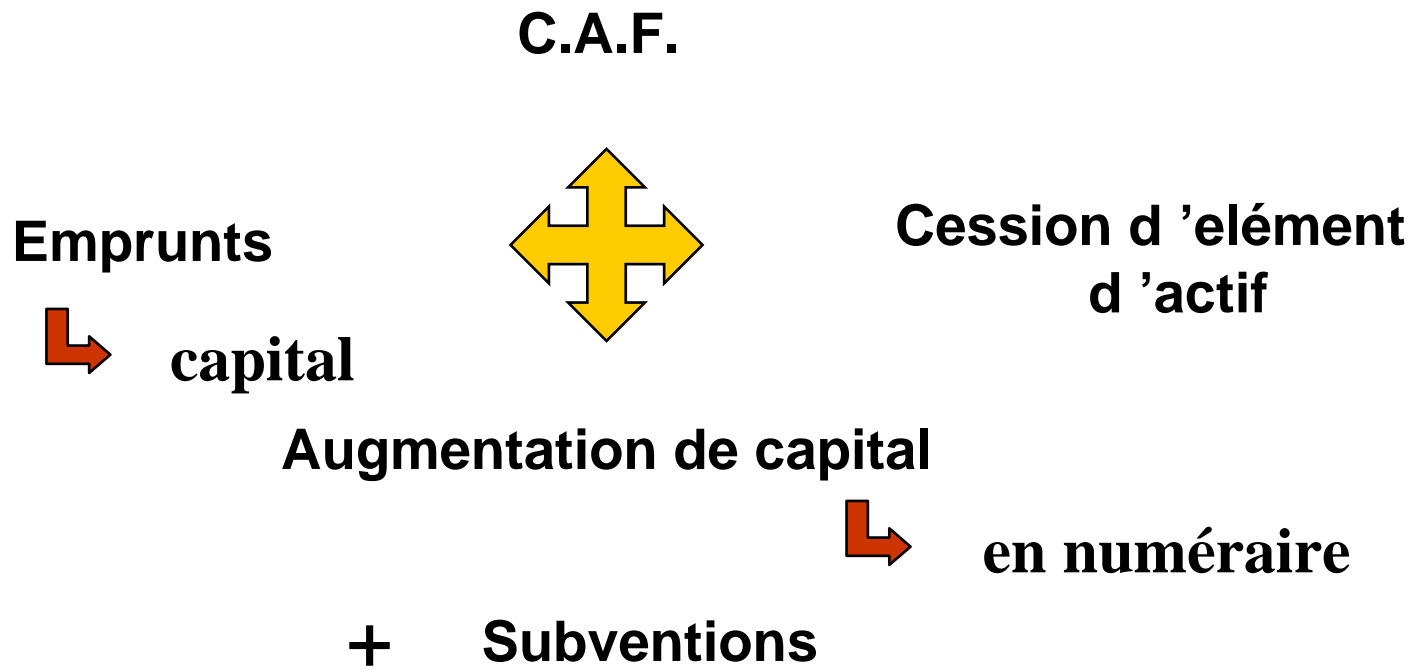 C.A.F.
Emprunts
capital
Cession d ’elément
d ’actif
Augmentation de capital
en numéraire
+ Subventions